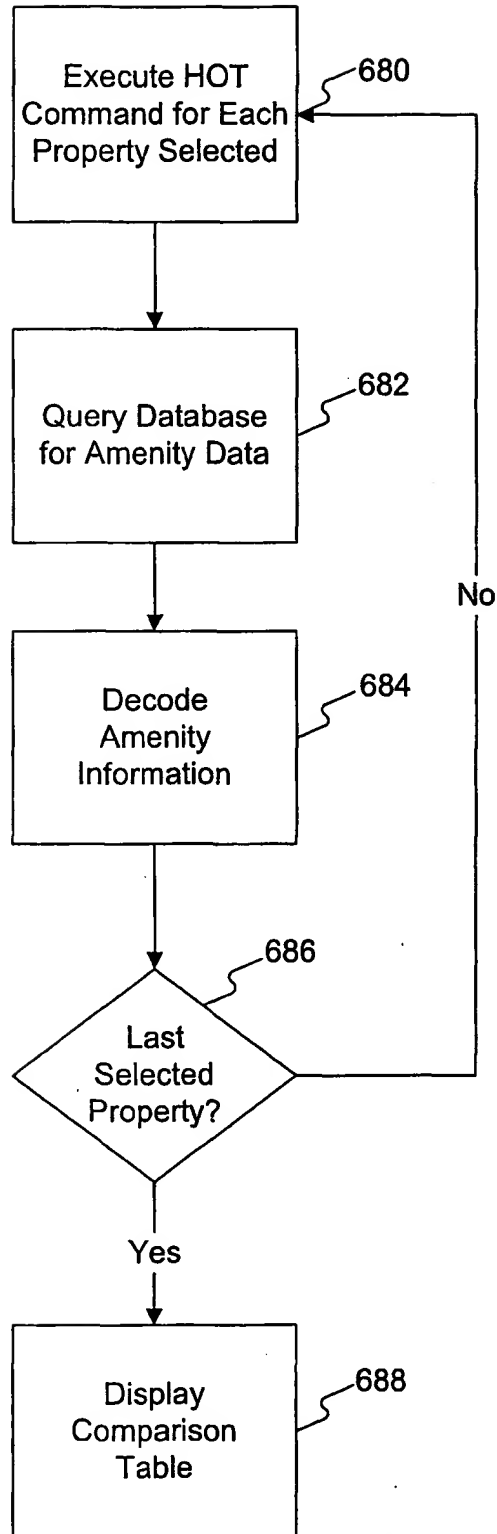 Execute HOT
Command for Each
Property Selected
680
Query Database
for Amenity Data
682
No
Decode
Amenity
Information
684
Last
Selected
Property?
686
Yes
Display
Comparison
Table
688